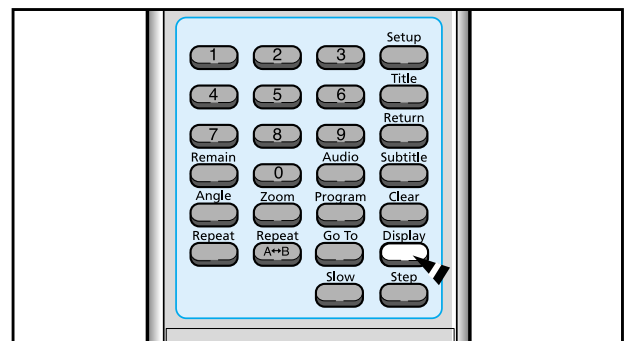 Setup
1 2 3
Title
4 5 6
Return
7 8 9
Remain Audio Subtitle
0
Angle Zoom Program Clear
Repeat Repeat Go To Display
A↔B
Slow Step